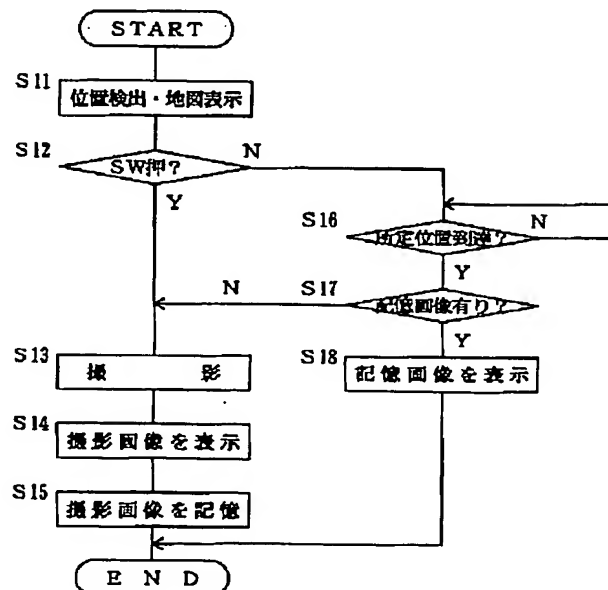 START
S11
位置検出・地図表示
S12
SW押?
N
Y
S16
所定位置到達?
N
Y
S17
記憶画像有り?
N
Y
S13
撮 影
S18
記憶画像を表示
S14
撮影画像を表示
S15
撮影画像を記憶
END